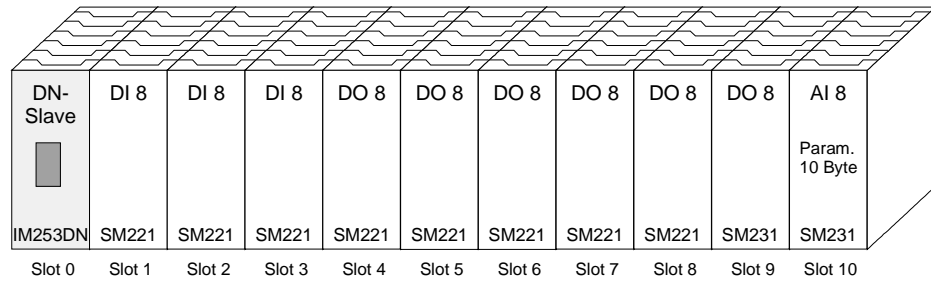 DN-
Slave
DI 8
DI 8
DI 8
DO 8
DO 8
DO 8
DO 8
DO 8
DO 8
AI 8
Param.
10 Byte
IM253DN
SM221
SM221
SM221
SM221
SM221
SM221
SM221
SM221
SM231
SM231
Slot 0
Slot 1
Slot 2
Slot 3
Slot 4
Slot 5
Slot 6
Slot 7
Slot 8
Slot 9
Slot 10